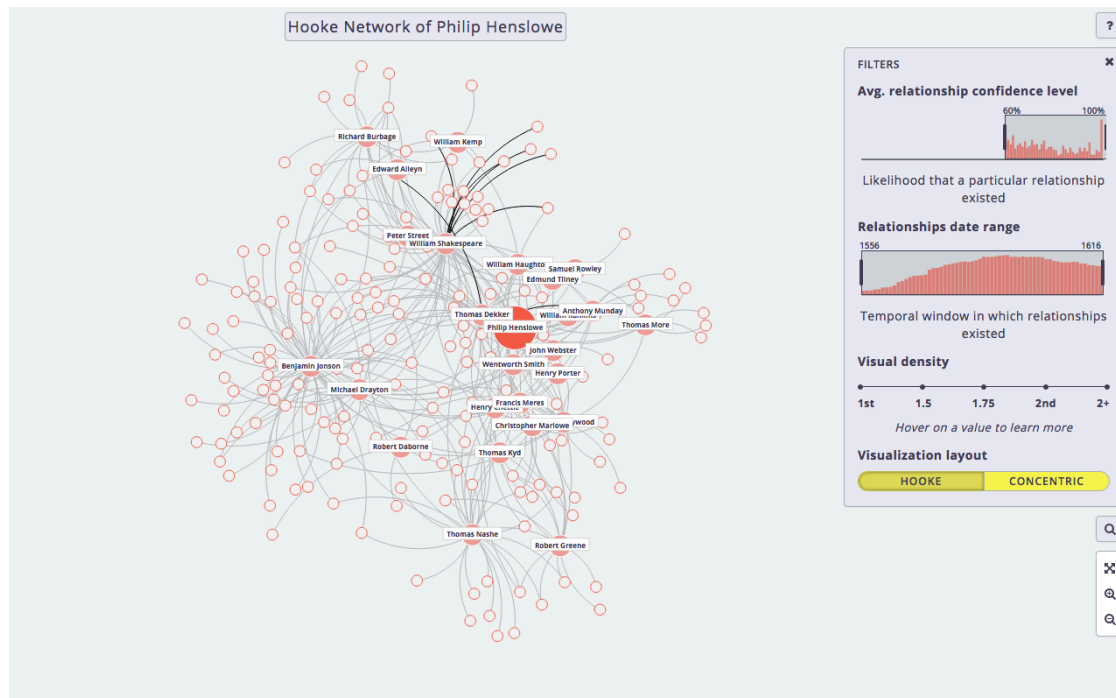 Hooke Network of Philip Henslowe
?
FILTERS
Avg. relationship confidence level
60% 100%
Likelihood that a particular relationship
existed
Relationships date range
1556 1616
Temporal window in which relationships
existed
Visual density
1st 1.5 1.75 2nd 2+
Hover on a value to learn more
Visualization layout
HOOKE CONCENTRIC
Richard Burbage
William Kemp
Edward Alleyn
Peter Street
William Shakespeare
William Haughto
Samuel Rowley
Edmund Tilney
Anthony Munday
Thomas Dekker
Thomas More
Philip Henslowe
John Webster
Wentworth Smith
Benjamin Jonson
Henry Porter
Michael Drayton
Francis Meres
Henry
Christopher Marlowe
rwood
Robert Daborne
Thomas Kyd
Thomas Nashe
Robert Greene